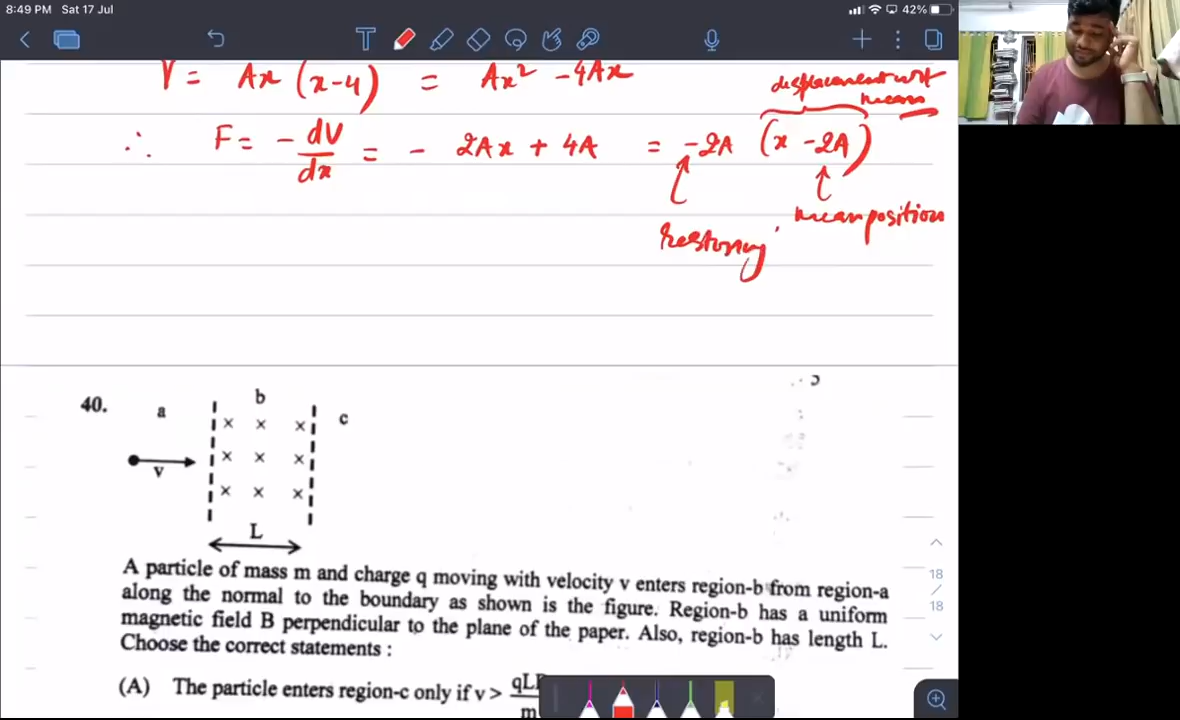 8:49 PM Sat 17 Jul 42%
V = Ax (x-4) = Ax² - 4Ax
displacement wrt
mean
∴ F = - dV/dx = - 2Ax + 4A = -2A (x - 2A)
restoring mean position
40. a b c
v
L
A particle of mass m and charge q moving with velocity v enters region-b from region-a
along the normal to the boundary as shown is the figure. Region-b has a uniform
magnetic field B perpendicular to the plane of the paper. Also, region-b has length L.
Choose the correct statements :
(A) The particle enters region-c only if v > qL
m
18
/
18